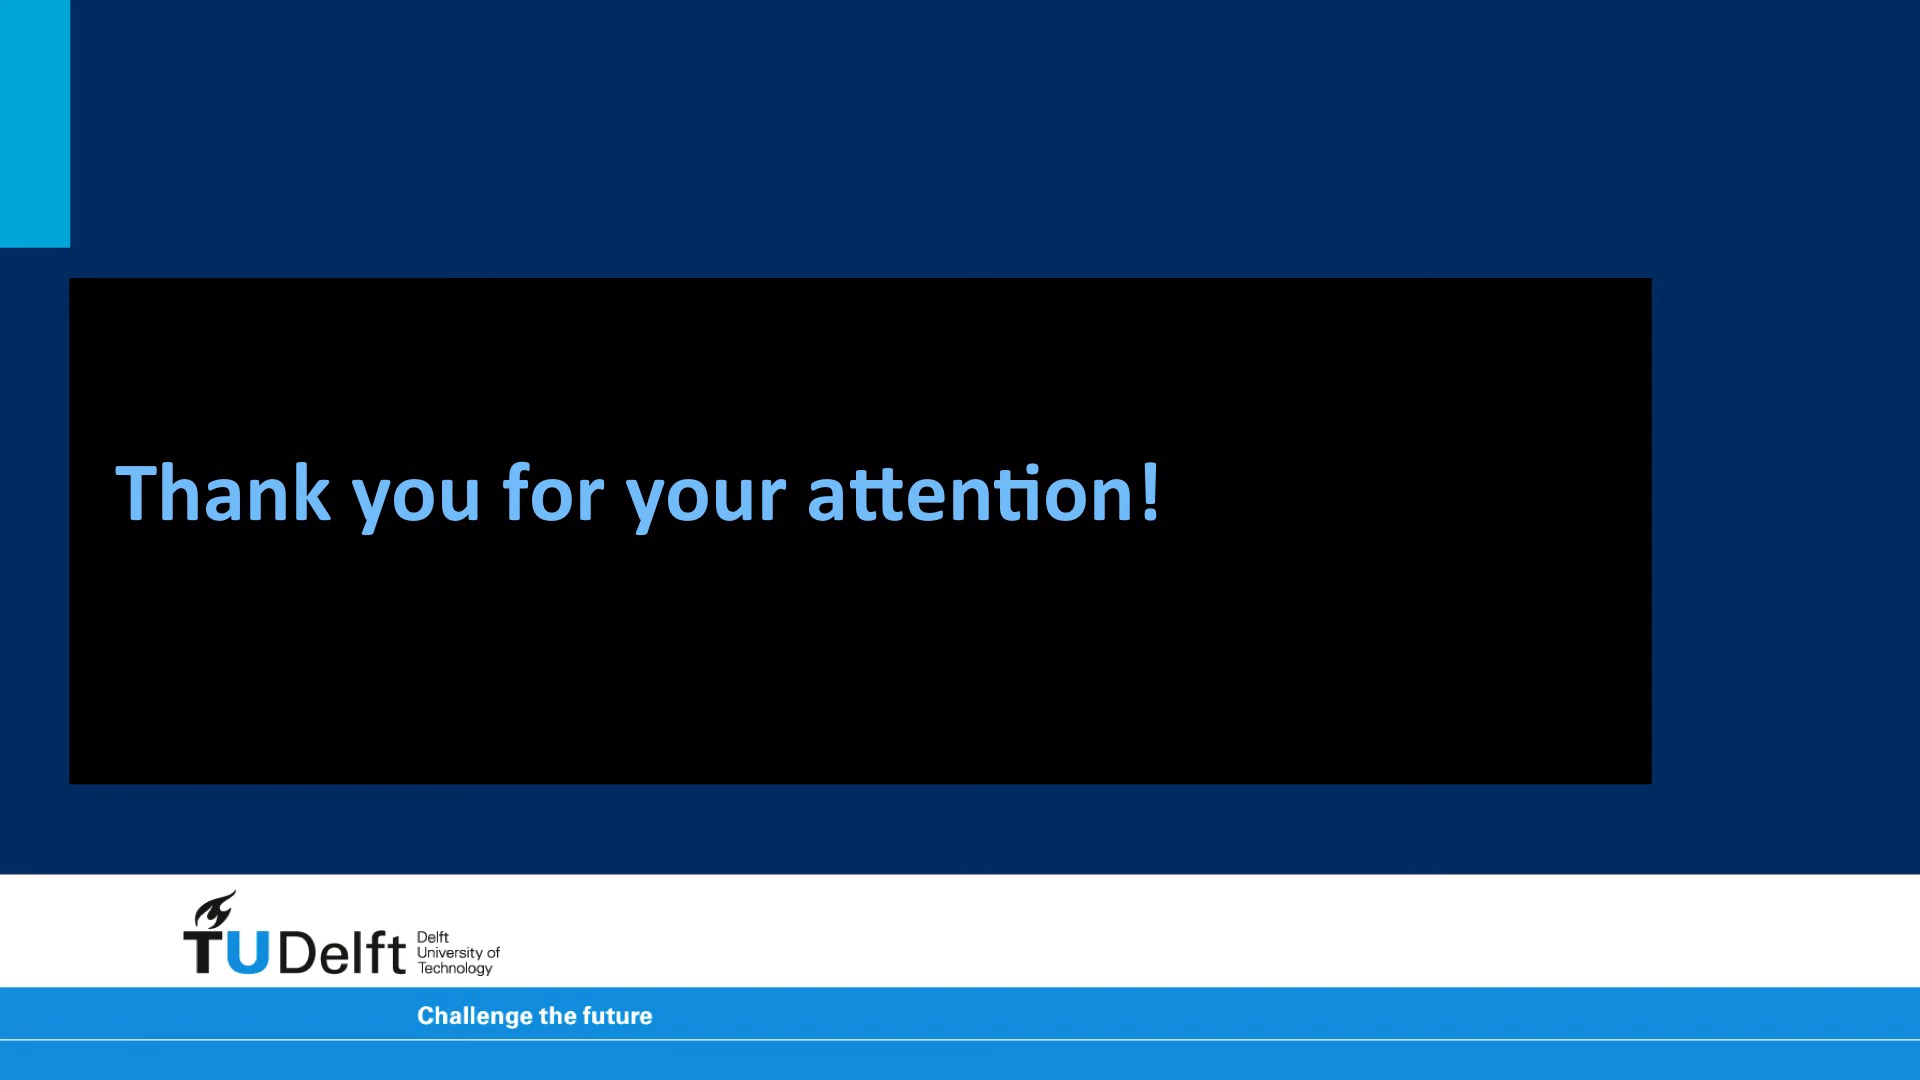 Thank you for your attention!
TUDelft
Delft
University of
Technology
Challenge the future